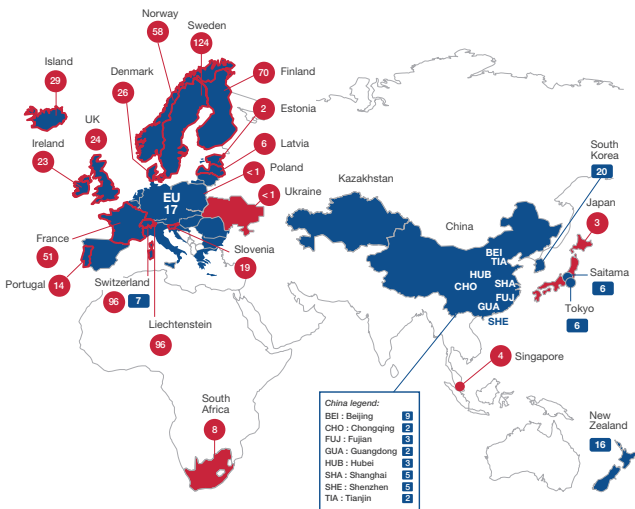 Norway
58
Sweden
124
Island
29
Denmark
26
70
Finland
2
Estonia
UK
24
Ireland
23
6
Latvia
< 1
Poland
< 1
Ukraine
EU
17
France
51
Slovenia
19
Portugal
14
Switzerland
96
7
Liechtenstein
96
South
Africa
8
Kazakhstan
China
BEI
TIA
HUB
CHO
SHA
FUJ
GUA
SHE
South
Korea
20
Japan
3
Saitama
6
Tokyo
6
4
Singapore
New
Zealand
16
China legend:
BEI : Beijing 9
CHO : Chongqing 2
FUJ : Fujian 3
GUA : Guangdong 2
HUB : Hubei 3
SHA : Shanghai 5
SHE : Shenzhen 5
TIA : Tianjin 2